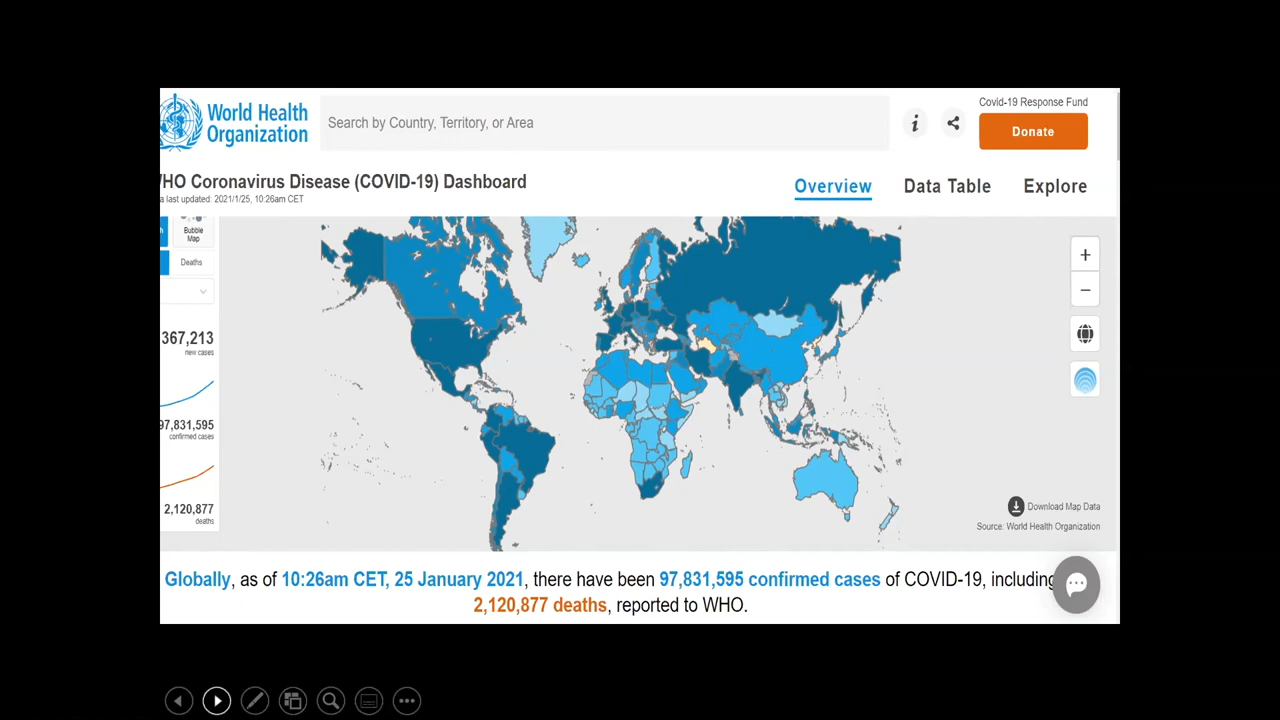 World Health
Organization
Search by Country, Territory, or Area
i
Covid-19 Response Fund
Donate
HO Coronavirus Disease (COVID-19) Dashboard
a last updated: 2021/1/25, 10:26am CET
Overview
Data Table
Explore
h
Bubble
Map
Deaths
367,213
new cases
97,831,595
confirmed cases
2,120,877
deaths
+
−
Download Map Data
Source: World Health Organization
Globally, as of 10:26am CET, 25 January 2021, there have been 97,831,595 confirmed cases of COVID-19, including
2,120,877 deaths, reported to WHO.